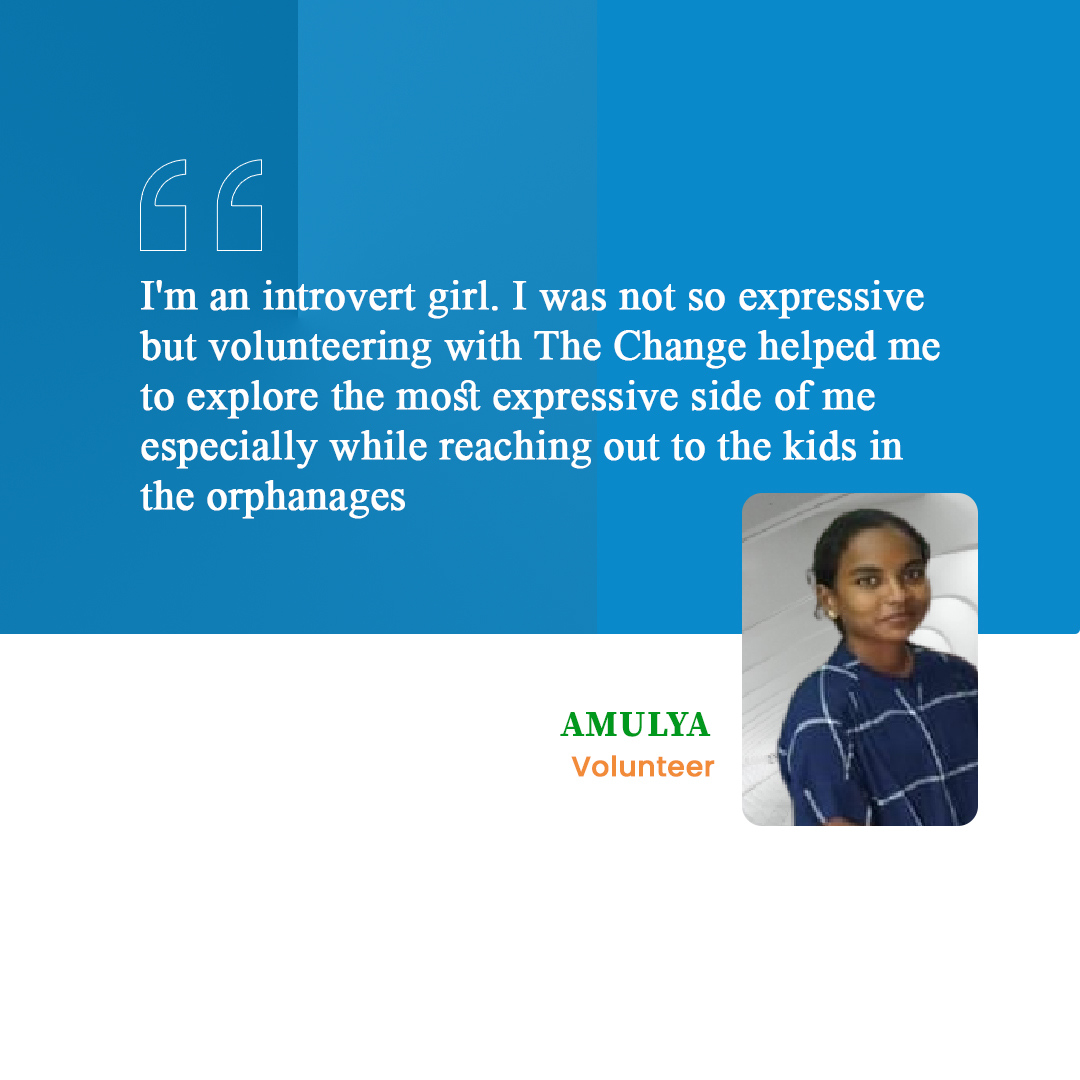 I'm an introvert girl. I was not so expressive
but volunteering with The Change helped me
to explore the most expressive side of me
especially while reaching out to the kids in
the orphanages
AMULYA
Volunteer